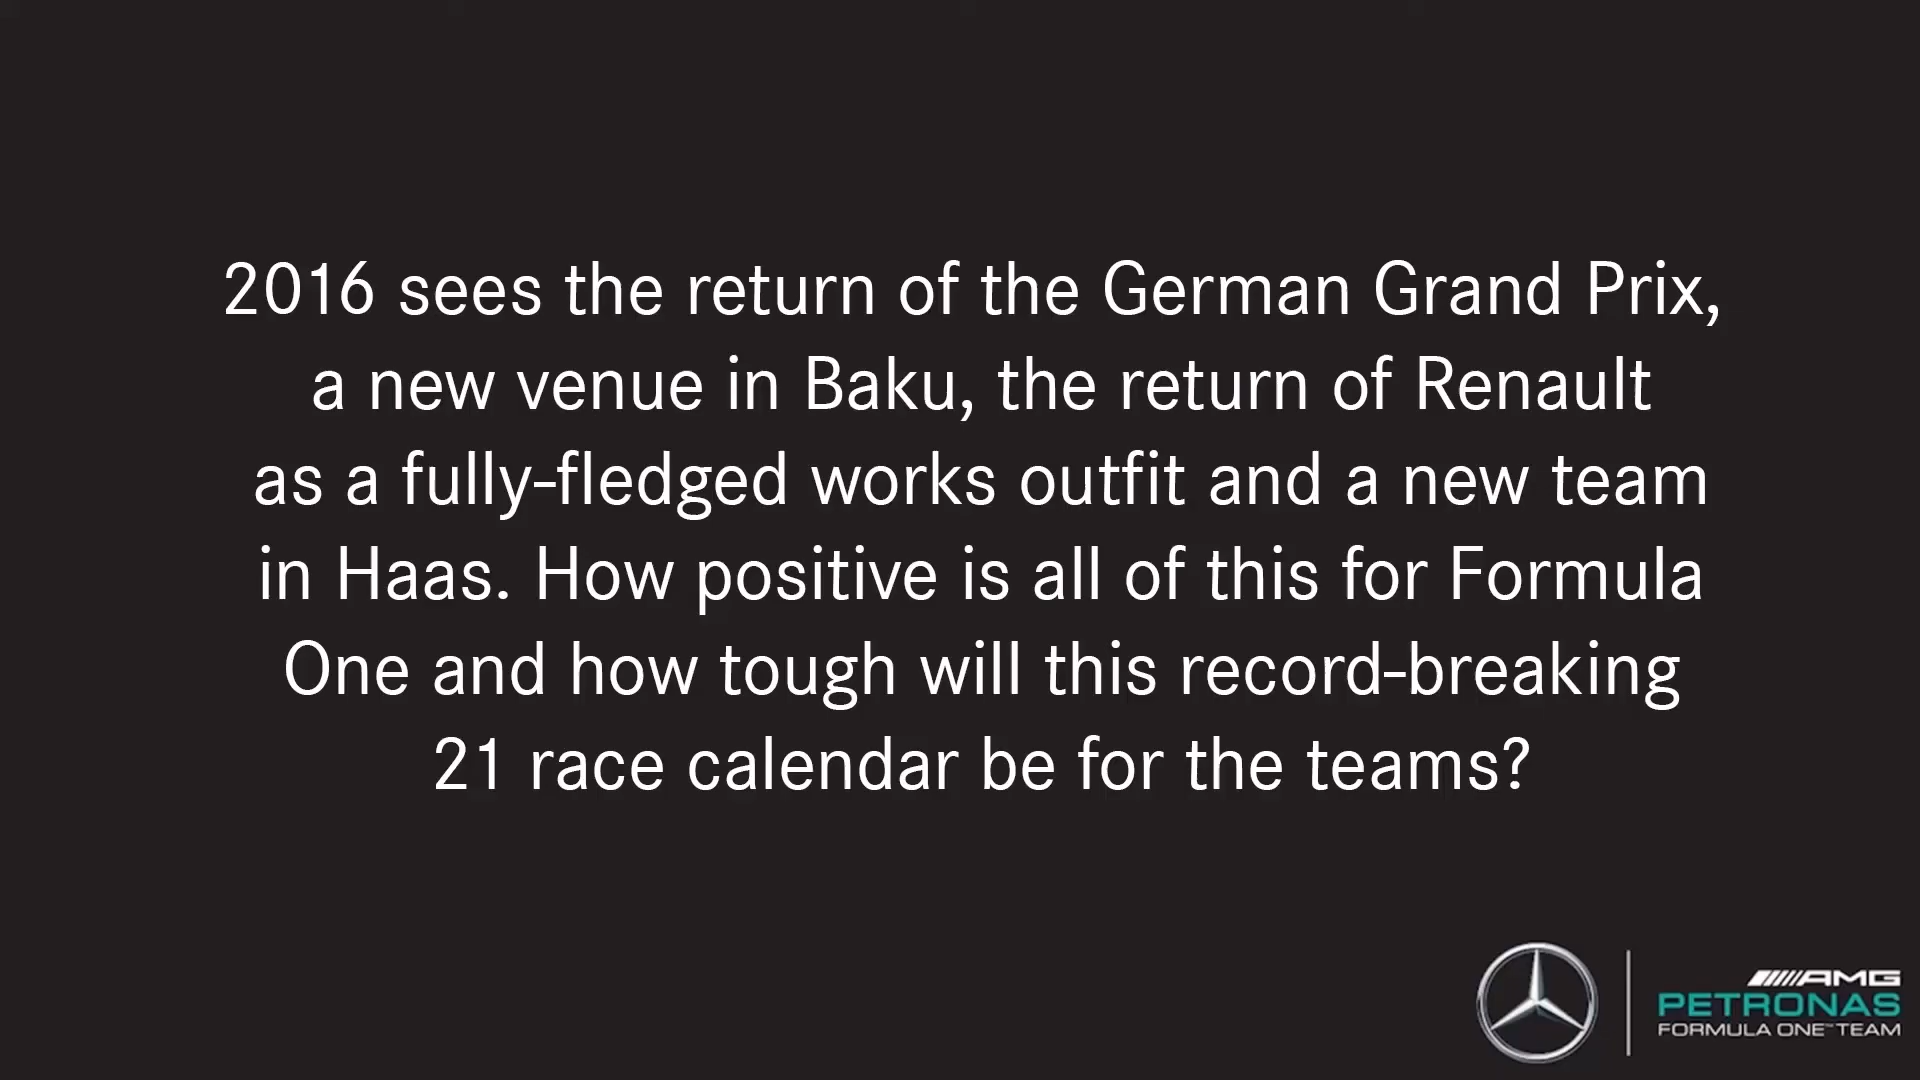 2016 sees the return of the German Grand Prix,
a new venue in Baku, the return of Renault
as a fully-fledged works outfit and a new team
in Haas. How positive is all of this for Formula
One and how tough will this record-breaking
21 race calendar be for the teams?
AMG
PETRONAS
FORMULA ONE™ TEAM